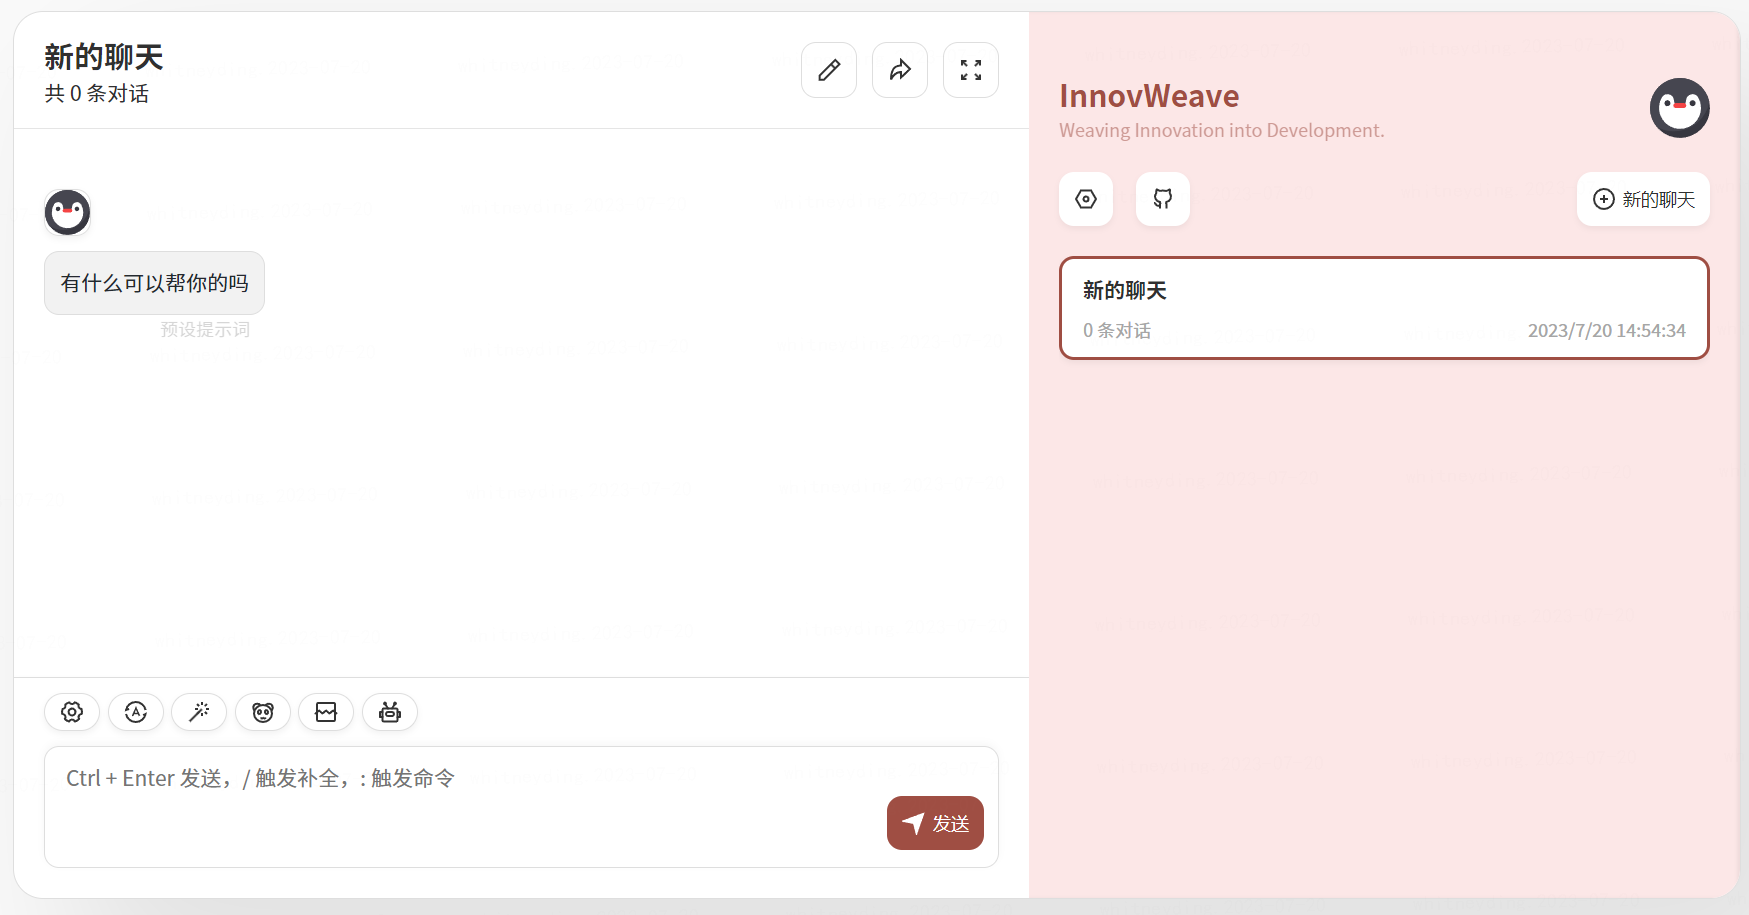 新的聊天
共 0 条对话
有什么可以帮你的吗
预设提示词
Ctrl + Enter 发送，/ 触发补全，: 触发命令
发送
InnovWeave
Weaving Innovation into Development.
新的聊天
新的聊天
0 条对话
2023/7/20 14:54:34